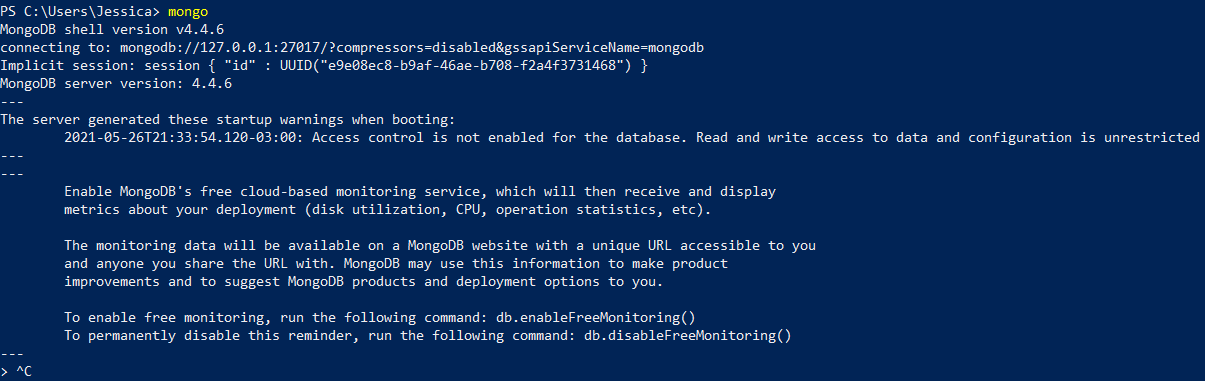 PS C:\Users\Jessica> mongo
MongoDB shell version v4.4.6
connecting to: mongodb://127.0.0.1:27017/?compressors=disabled&gssapiServiceName=mongodb
Implicit session: session { "id" : UUID("e9e08ec8-b9af-46ae-b708-f2a4f3731468") }
MongoDB server version: 4.4.6
---
The server generated these startup warnings when booting:
        2021-05-26T21:33:54.120-03:00: Access control is not enabled for the database. Read and write access to data and configuration is unrestricted
---
---
        Enable MongoDB's free cloud-based monitoring service, which will then receive and display
        metrics about your deployment (disk utilization, CPU, operation statistics, etc).

        The monitoring data will be available on a MongoDB website with a unique URL accessible to you
        and anyone you share the URL with. MongoDB may use this information to make product
        improvements and to suggest MongoDB products and deployment options to you.

        To enable free monitoring, run the following command: db.enableFreeMonitoring()
        To permanently disable this reminder, run the following command: db.disableFreeMonitoring()
---
> ^C